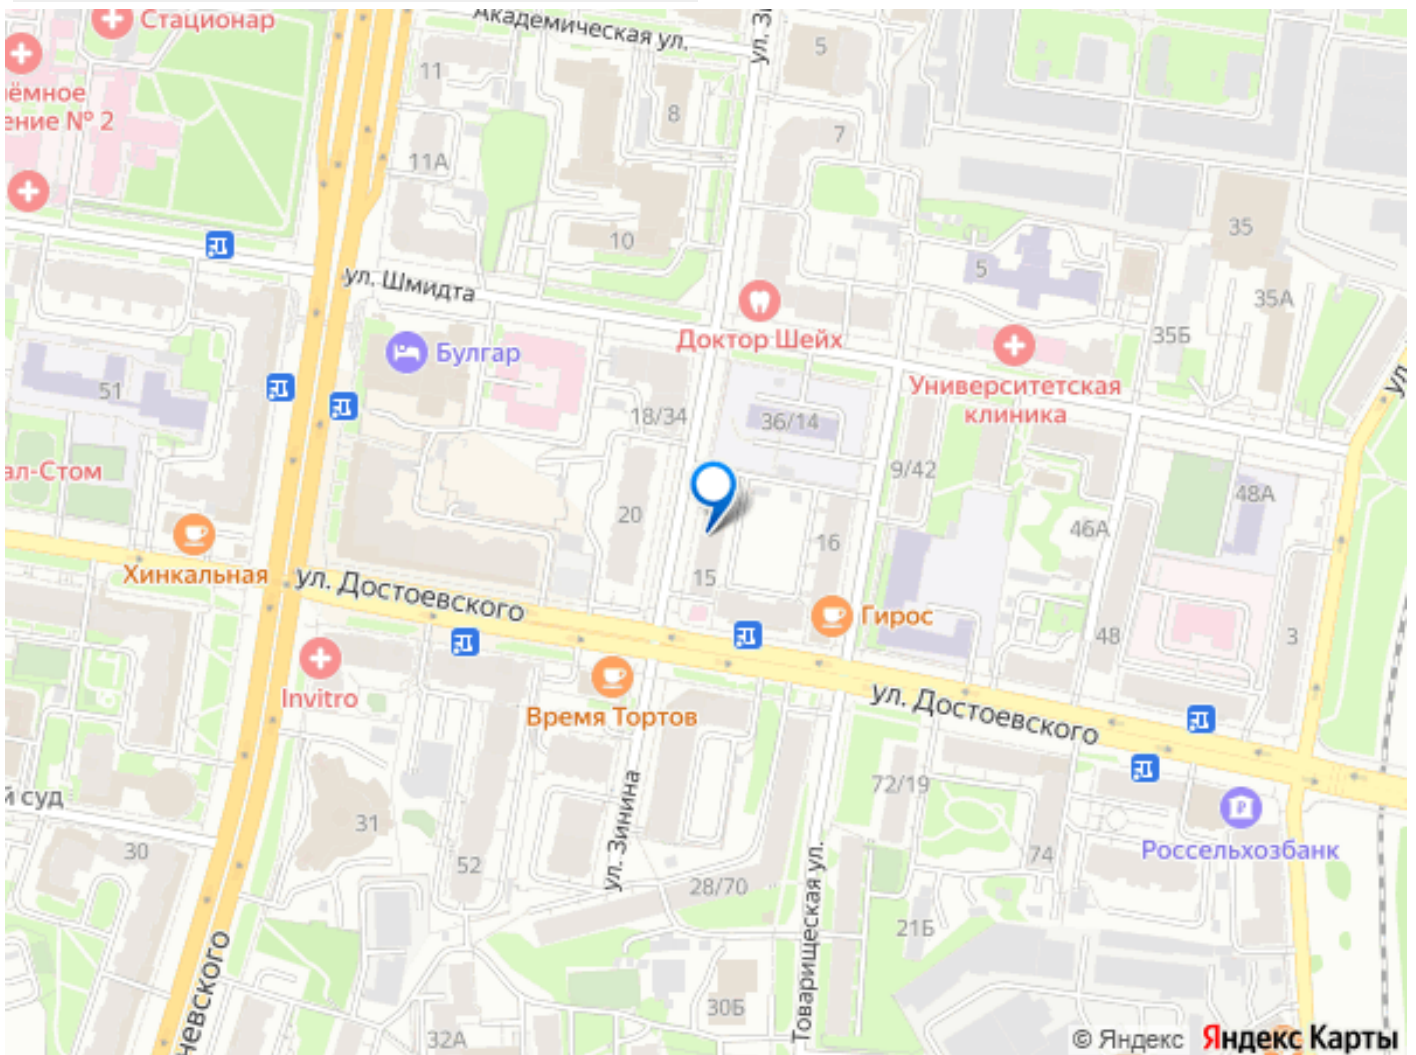 Стационар
Академическая ул.
ул. З
5
11
ёмное
ение № 2
8
7
11А
35
10
5
ул. Шмидта
35А
35Б
Доктор Шейх
Булгар
Университетская
клиника
ул
51
18/34
36/14
9/42
ал-Стом
48А
20
46А
16
Хинкальная
ул. Достоевского
15
Гирос
48
3
Invitro
Время Тортов
ул. Достоевского
72/19
й суд
ул. Зинина
31
30
52
74
Россельхозбанк
28/70
Товарищеская ул.
21Б
невского
30Б
32А
© Яндекс Яндекс Карты